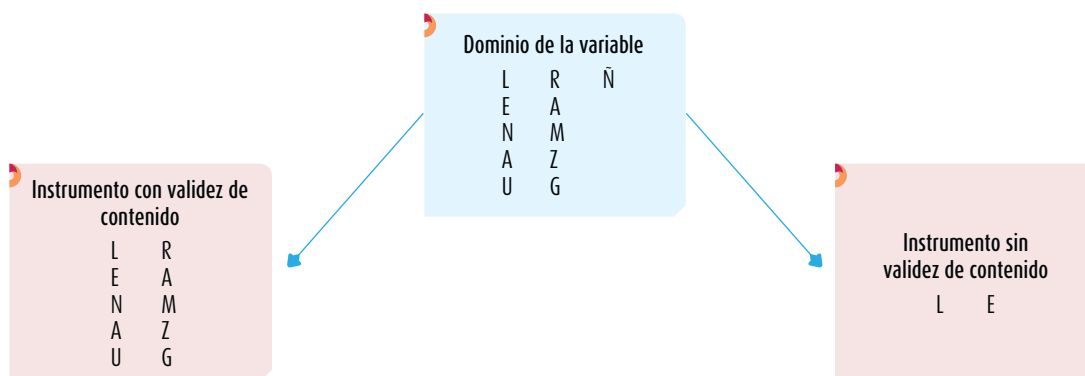 Dominio de la variable
L R Ñ
E A
N M
A Z
U G
Instrumento con validez de
contenido
L R
E A
N M
A Z
U G
Instrumento sin
validez de contenido
L E